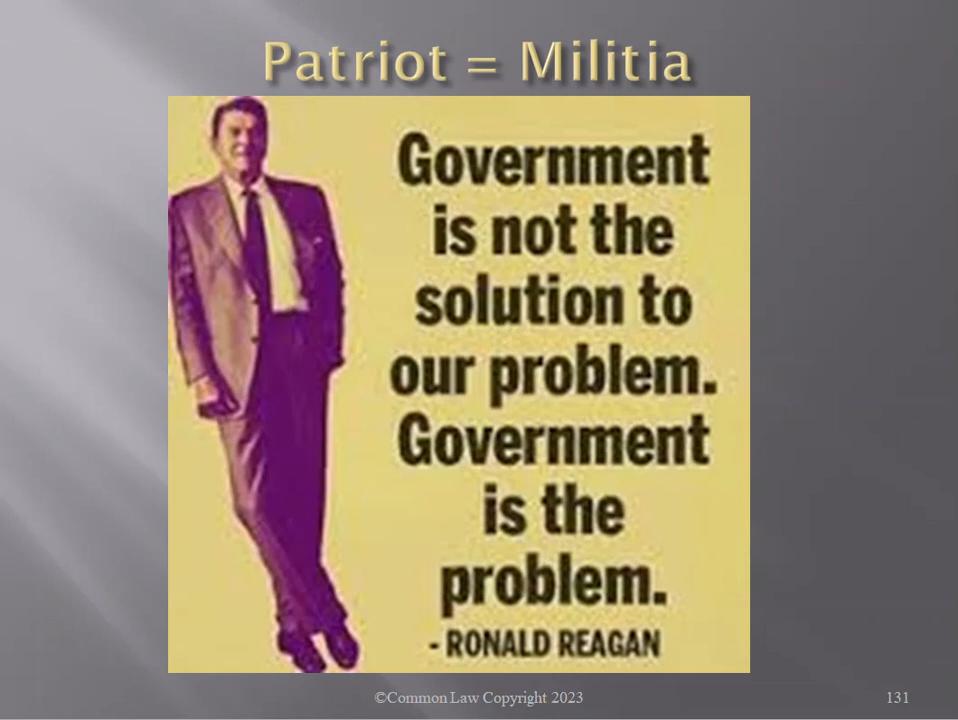 Patriot = Militia
Government
is not the
solution to
our problem.
Government
is the
problem.
- RONALD REAGAN
©Common Law Copyright 2023
131